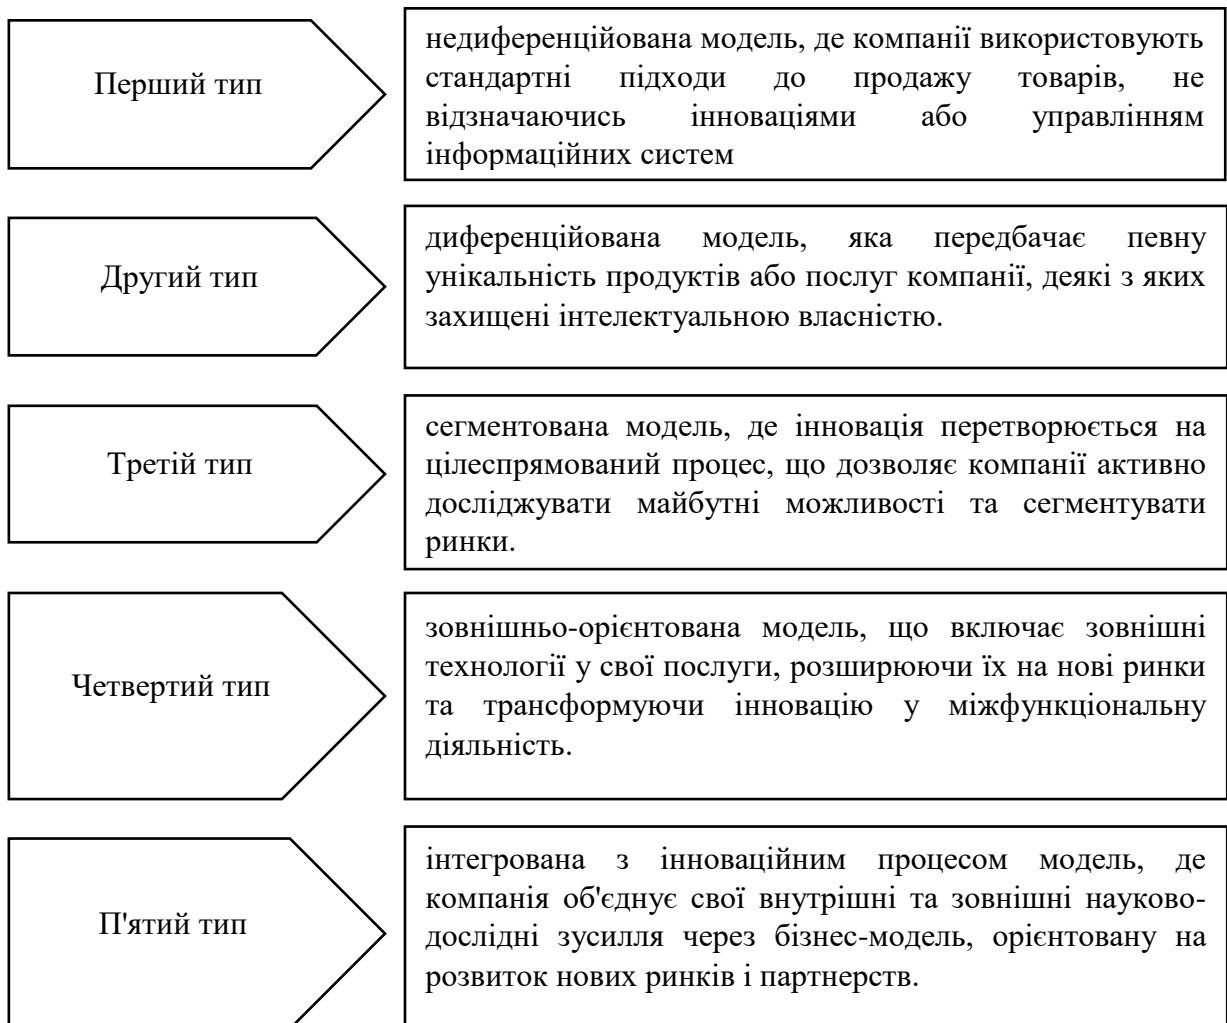 Перший тип
недиференційована модель, де компанії використовують
стандартні підходи до продажу товарів, не
відзначаючись інноваціями або управлінням
інформаційних систем
Другий тип
диференційована модель, яка передбачає певну
унікальність продуктів або послуг компанії, деякі з яких
захищені інтелектуальною власністю.
Третій тип
сегментована модель, де інновація перетворюється на
цілеспрямований процес, що дозволяє компанії активно
досліджувати майбутні можливості та сегментувати
ринки.
Четвертий тип
зовнішньо-орієнтована модель, що включає зовнішні
технології у свої послуги, розширюючи їх на нові ринки
та трансформуючи інновацію у міжфункціональну
діяльність.
П'ятий тип
інтегрована з інноваційним процесом модель, де
компанія об'єднує свої внутрішні та зовнішні науково-
дослідні зусилля через бізнес-модель, орієнтовану на
розвиток нових ринків і партнерств.